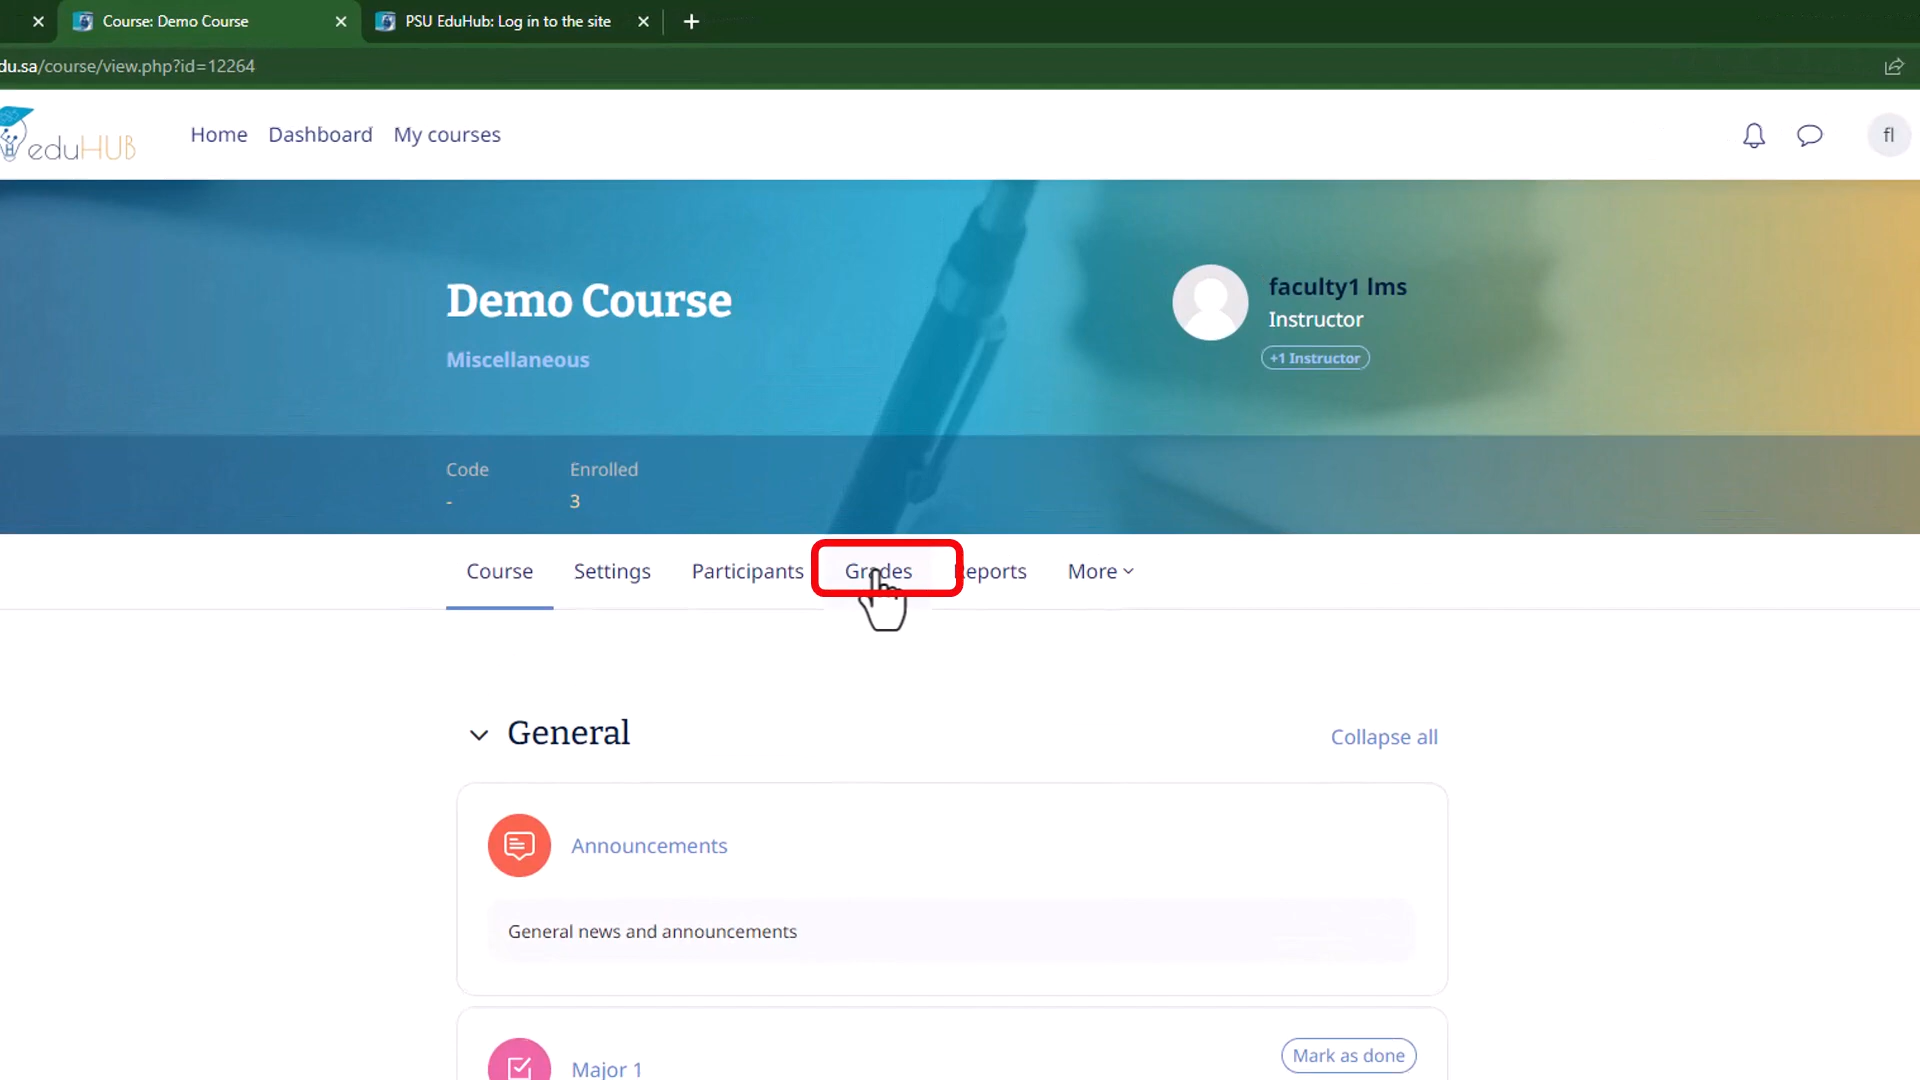 Course: Demo Course
PSU EduHub: Log in to the site
du.sa/course/view.php?id=12264
eduHUB
Home Dashboard My courses
fl
Demo Course
Miscellaneous
faculty1 lms
Instructor
+1 Instructor
Code Enrolled
- 3
Course Settings Participants Grades eports More
General
Collapse all
Announcements
General news and announcements
Major 1
Mark as done